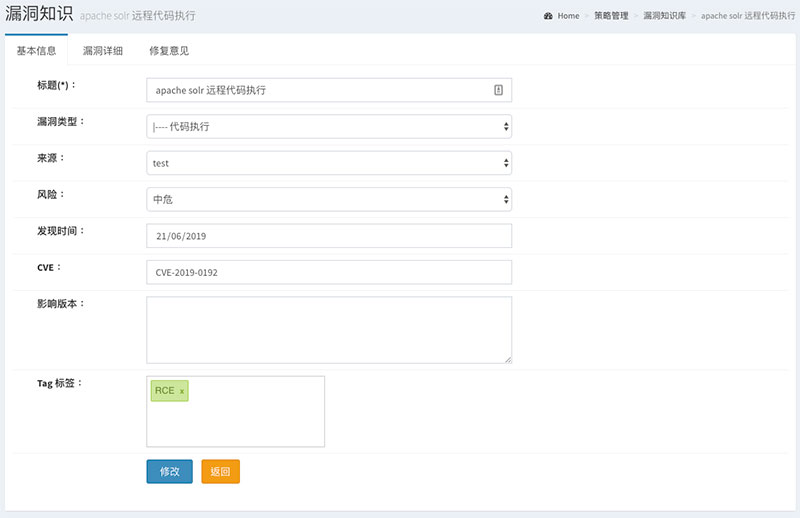 漏洞知识 apache solr 远程代码执行
Home > 策略管理 > 漏洞知识库 > apache solr 远程代码执行
基本信息 漏洞详细 修复意见
标题(*)： apache solr 远程代码执行
漏洞类型： |---- 代码执行
来源： test
风险： 中危
发现时间： 21/06/2019
CVE： CVE-2019-0192
影响版本：
Tag 标签： RCE x
修改 返回